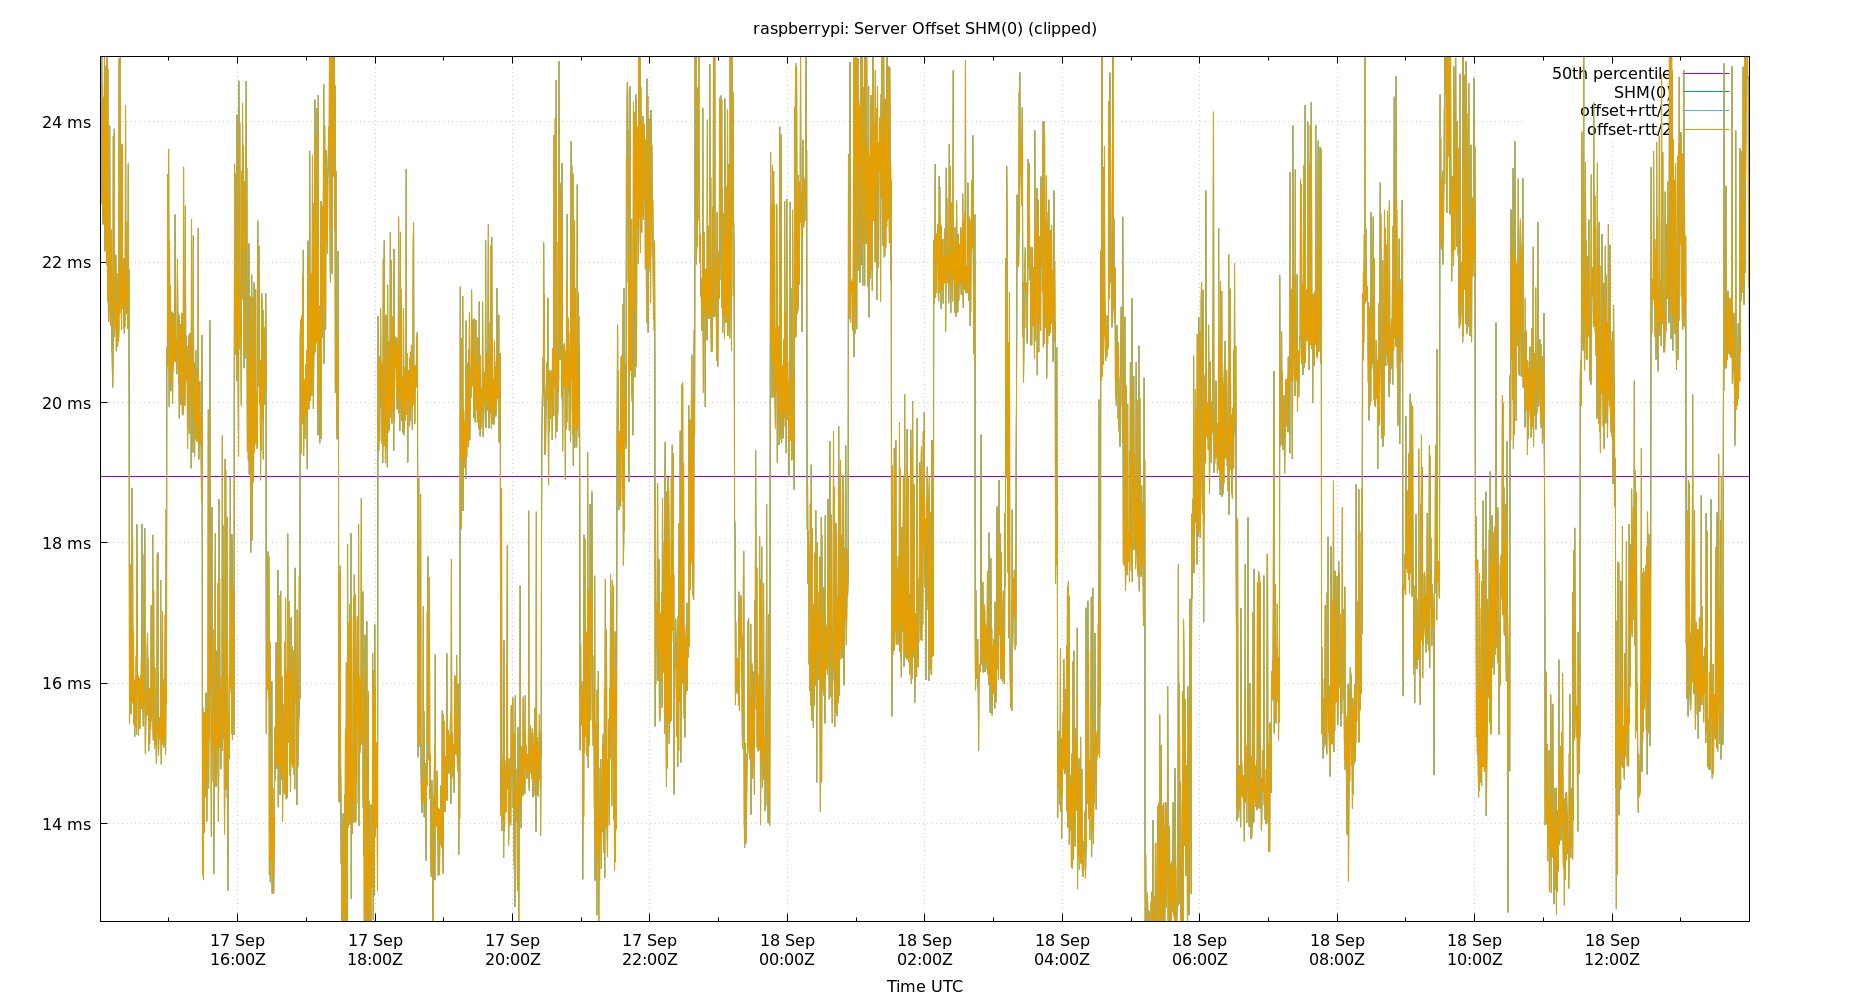 raspberrypi: Server Offset SHM(0) (clipped)
50th percentile
SHM(0)
offset+rtt/2
offset-rtt/2
24 ms
22 ms
20 ms
18 ms
16 ms
14 ms
17 Sep 17 Sep 17 Sep 17 Sep 18 Sep 18 Sep 18 Sep 18 Sep 18 Sep 18 Sep 18 Sep
16:00Z 18:00Z 20:00Z 22:00Z 00:00Z 02:00Z 04:00Z 06:00Z 08:00Z 10:00Z 12:00Z
Time UTC